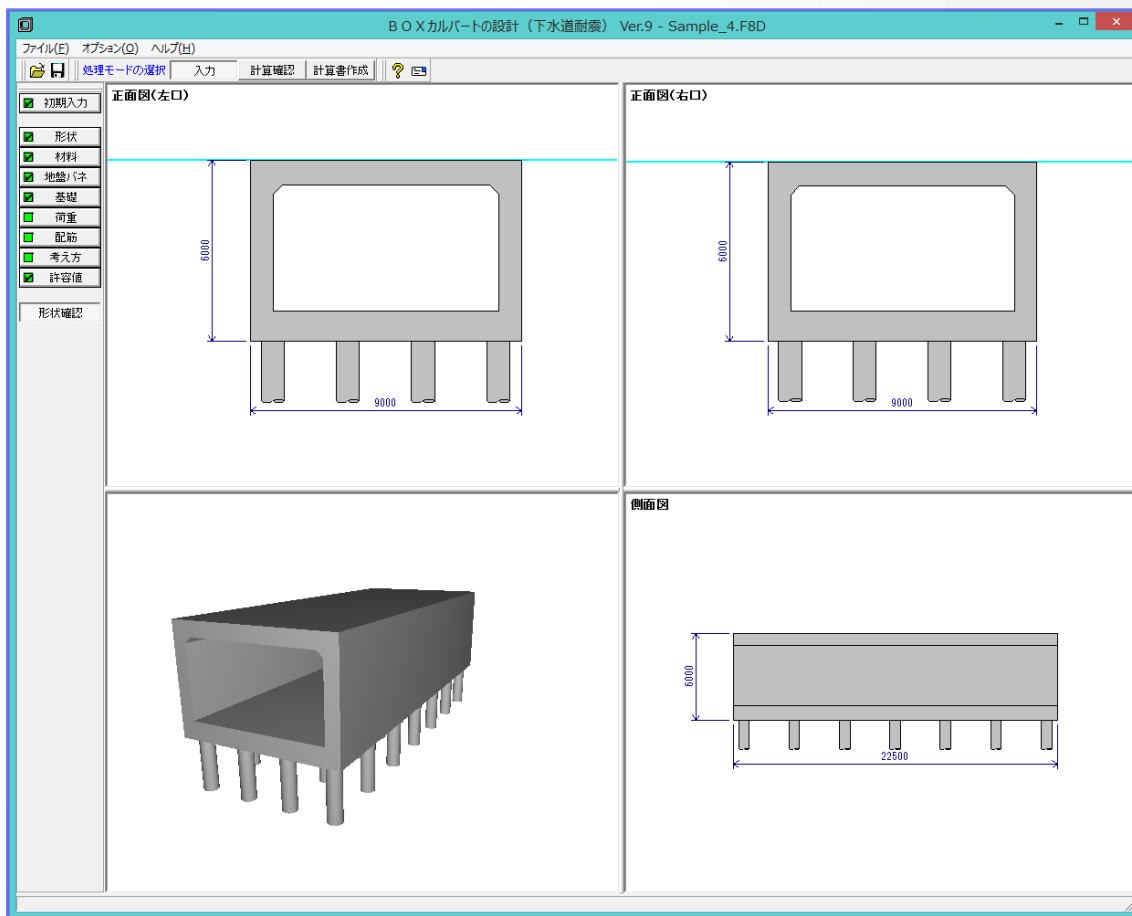 BOXカルバートの設計（下水道耐震） Ver.9 - Sample_4.F8D
ファイル(F) オプション(O) ヘルプ(H)
処理モードの選択 入力 計算確認 計算書作成
初期入力
形状
材料
地盤バネ
基礎
荷重
配筋
考え方
許容値
形状確認
正面図(左口)
6000
9000
正面図(右口)
6000
9000
側面図
6000
22500